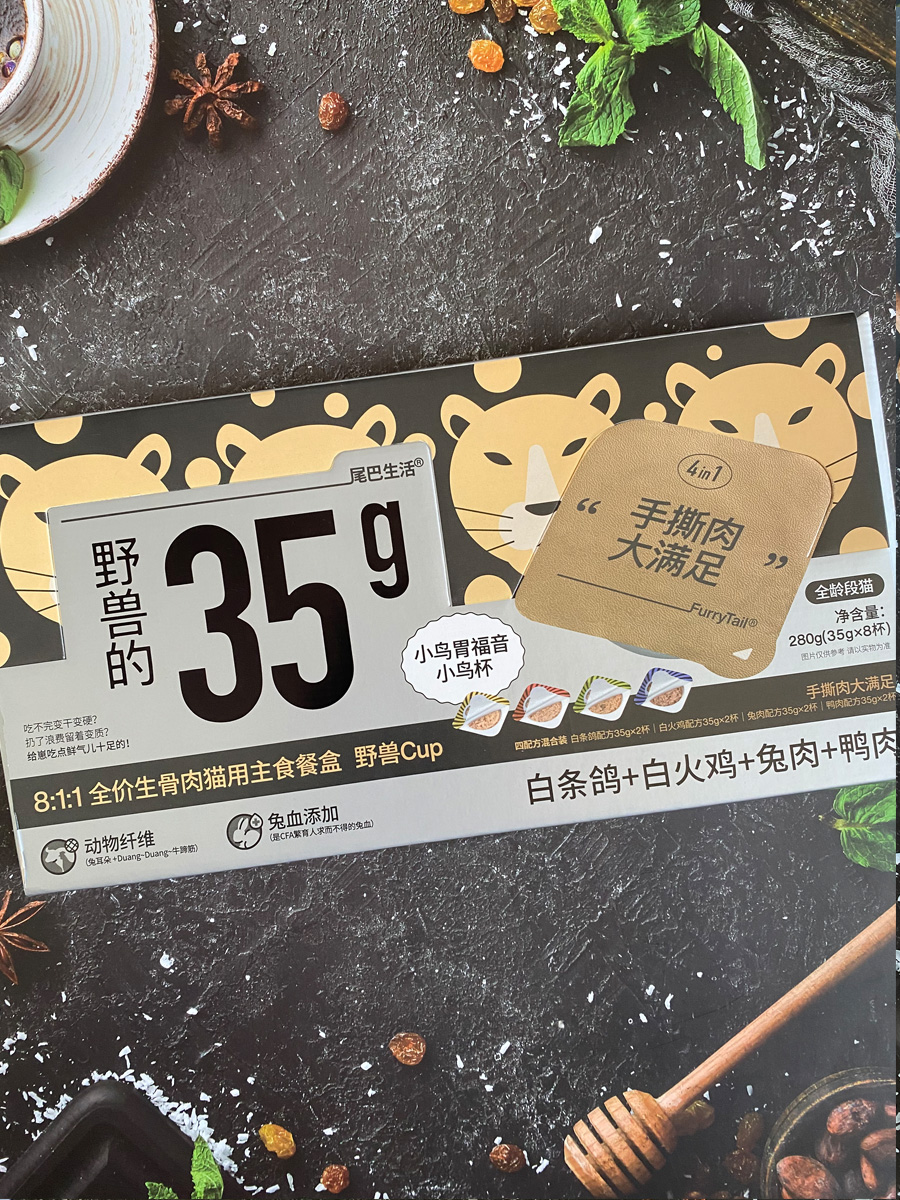 尾巴生活®
野兽的
35g
4in1
“手撕肉
大满足”
FurryTail®
全龄段猫
净含量：
280g(35g×8杯)
图片仅供参考 请以实物为准
小鸟胃福音
小鸟杯
吃不完变干变硬？
扔了浪费留着变质？
给崽吃点鲜气儿十足的！
手撕肉大满足
四配方混合装 白条鸽配方35g×2杯｜白火鸡配方35g×2杯｜兔肉配方35g×2杯｜鸭肉配方35g×2杯
8:1:1 全价生骨肉猫用主食餐盒 野兽Cup
白条鸽+白火鸡+兔肉+鸭肉
动物纤维
（兔耳朵+Duang~Duang~牛蹄筋）
兔血添加
（是CFA繁育人求而不得的兔血）